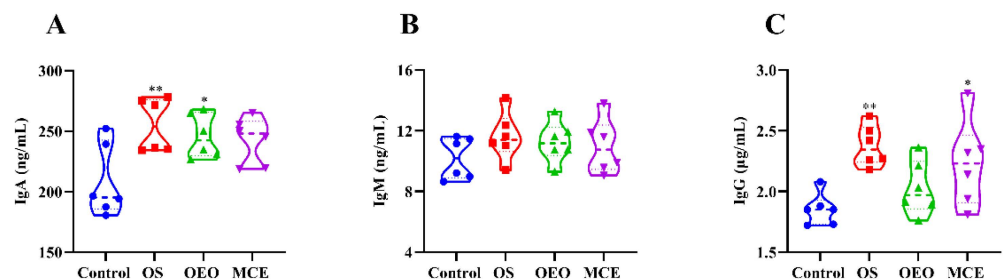 A
IgA (ng/mL)
300
250
200
150
**
*
Control OS OEO MCE
B
IgM (ng/mL)
16
12
8
4
Control OS OEO MCE
C
IgG (μg/mL)
3.0
2.5
2.0
1.5
**
*
Control OS OEO MCE